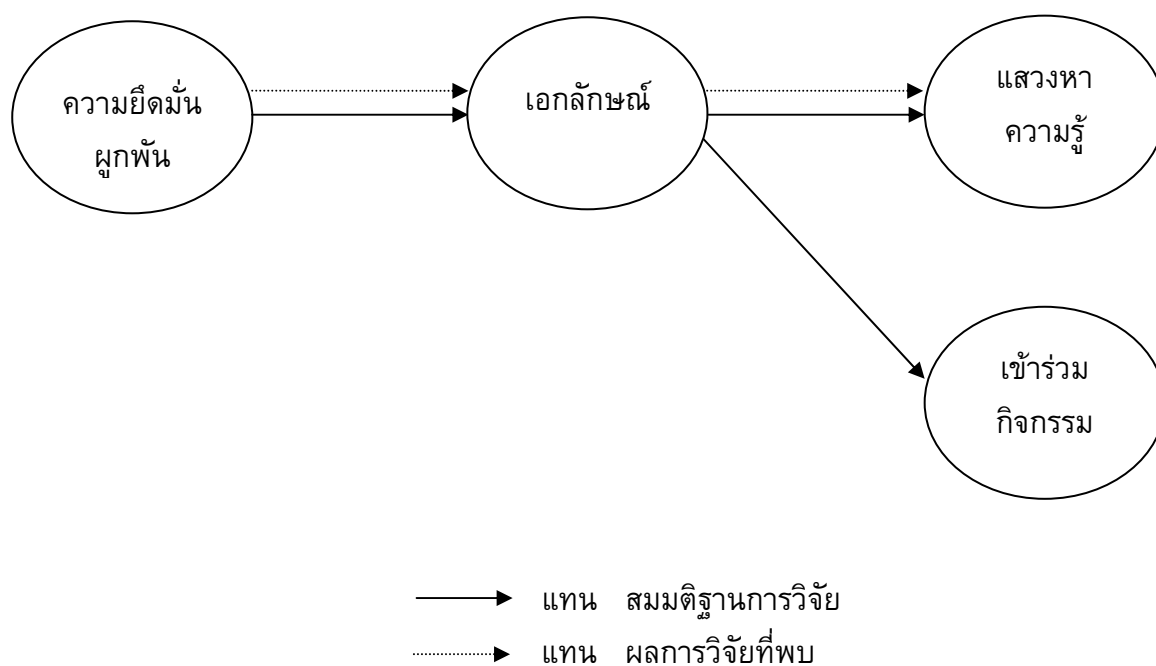 ความยึดมั่น
ผูกพัน
เอกลักษณ์
แสวงหา
ความรู้
เข้าร่วม
กิจกรรม
แทน สมมติฐานการวิจัย
แทน ผลการวิจัยที่พบ